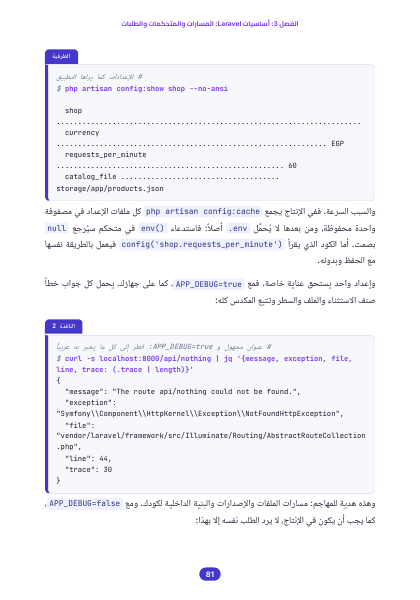 الفصل 3: أساسيات Laravel: المسارات والمتحكمات والطلبات
الطرفية
# الإعدادات كما يراها التطبيق
$ php artisan config:show shop --no-ansi
shop
......................................................................
currency
.............................................................. EGP
requests_per_minute
.................................................... 60
catalog_file ....................................
storage/app/products.json
والسبب السرعة. ففي الإنتاج يجمع php artisan config:cache كل ملفات الإعداد في مصفوفة
واحدة محفوظة، ومن بعدها لا يُحمَّل .env أصلاً: فاستدعاء env() في متحكم سيُرجع null
بصمت. أما الكود الذي يقرأ config('shop.requests_per_minute') فيعمل بالطريقة نفسها
مع الحفظ وبدونه.
وإعداد واحد يستحق عناية خاصة. فمع APP_DEBUG=true، كما على جهازك، يحمل كل جواب خطأ
صنف الاستثناء والملف والسطر وتتبع المكدس كله:
النافذة 2
# عنوان مجهول و APP_DEBUG=true: انظر إلى كل ما يخبر به غريباً
$ curl -s localhost:8000/api/nothing | jq '{message, exception, file,
line, trace: (.trace | length)}'
{
"message": "The route api/nothing could not be found.",
"exception":
"Symfony\\Component\\HttpKernel\\Exception\\NotFoundHttpException",
"file":
"vendor/laravel/framework/src/Illuminate/Routing/AbstractRouteCollection
.php",
"line": 44,
"trace": 30
}
وهذه هدية للمهاجم: مسارات الملفات والإصدارات والبنية الداخلية لكودك. ومع APP_DEBUG=false،
كما يجب أن يكون في الإنتاج، لا يرد الطلب نفسه إلا بهذا:
81